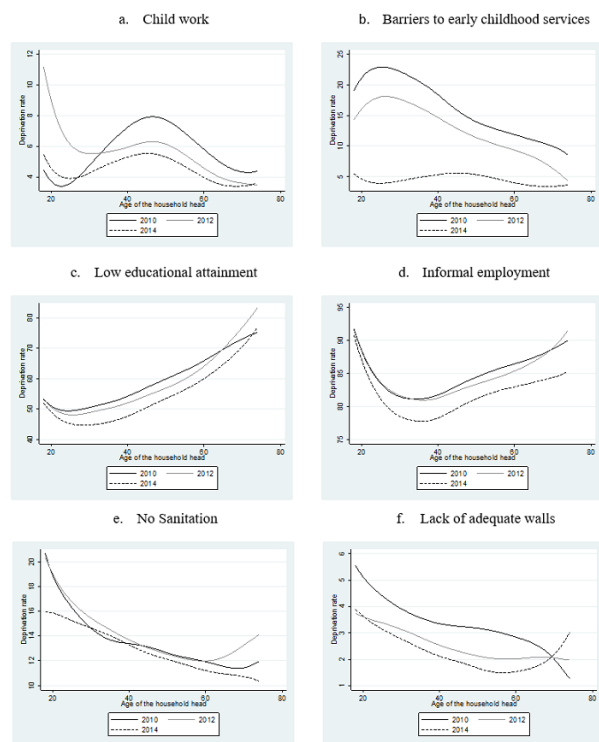 a. Child work
b. Barriers to early childhood services
Deprivation rate
4 6 8 10 12
20 40 60 80
Age of the household head
2010 2012
2014
Deprivation rate
5 10 15 20 25
20 40 60 80
Age of the household head
2010 2012
2014
c. Low educational attainment
d. Informal employment
Deprivation rate
40 50 60 70 80
20 40 60 80
Age of the household head
2010 2012
2014
Deprivation rate
75 80 85 90 95
20 40 60 80
Age of the household head
2010 2012
2014
e. No Sanitation
f. Lack of adequate walls
Deprivation rate
10 12 14 16 18 20
20 40 60 80
Age of the household head
2010 2012
2014
Deprivation rate
1 2 3 4 5 6
20 40 60 80
Age of the household head
2010 2012
2014